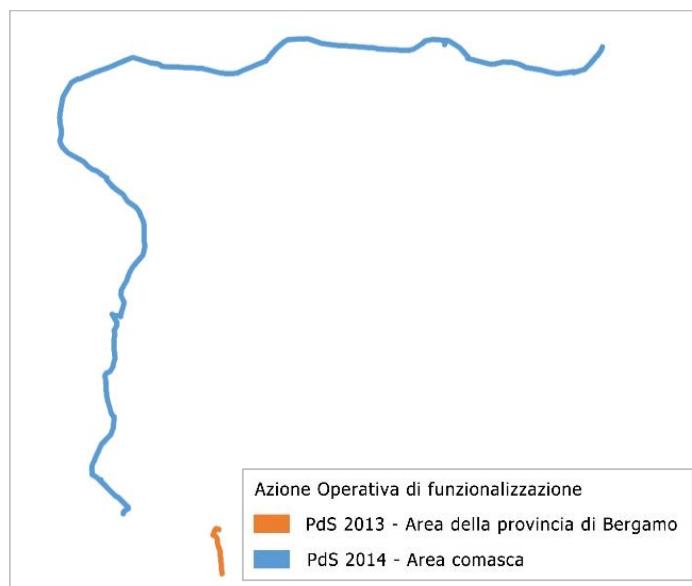 Azione Operativa di funzionalizzazione
PdS 2013 - Area della provincia di Bergamo
PdS 2014 - Area comasca